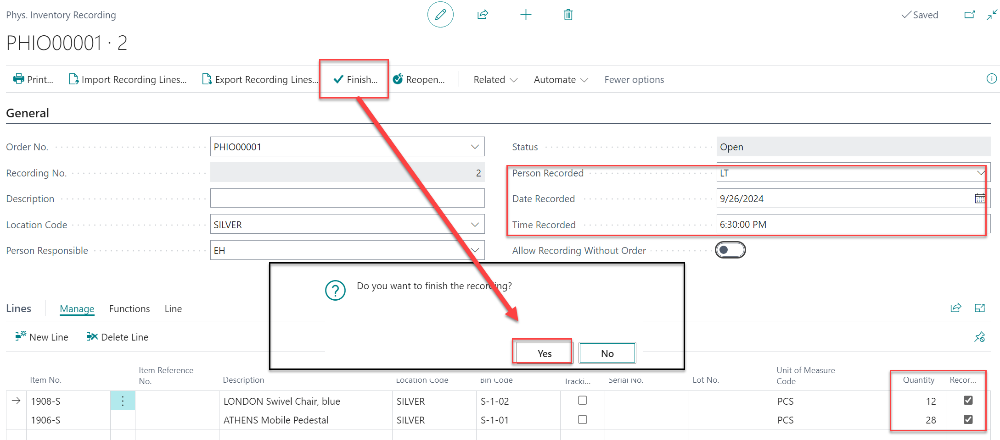 Phys. Inventory Recording
Saved
PHIO00001 · 2
Print...
Import Recording Lines...
Export Recording Lines...
Finish...
Reopen...
Related
Automate
Fewer options
General
Order No.
PHIO00001
Status
Open
Recording No.
2
Person Recorded
LT
Description
Date Recorded
9/26/2024
Location Code
SILVER
Time Recorded
6:30:00 PM
Person Responsible
EH
Allow Recording Without Order
Do you want to finish the recording?
Yes
No
Lines
Manage
Functions
Line
New Line
Delete Line
Item No.
Item Reference
No.
Description
Location Code
Bin Code
Tracki...
Serial No.
Lot No.
Unit of Measure
Code
Quantity
Recor...
1908-S
LONDON Swivel Chair, blue
SILVER
S-1-02
PCS
12
1906-S
ATHENS Mobile Pedestal
SILVER
S-1-01
PCS
28